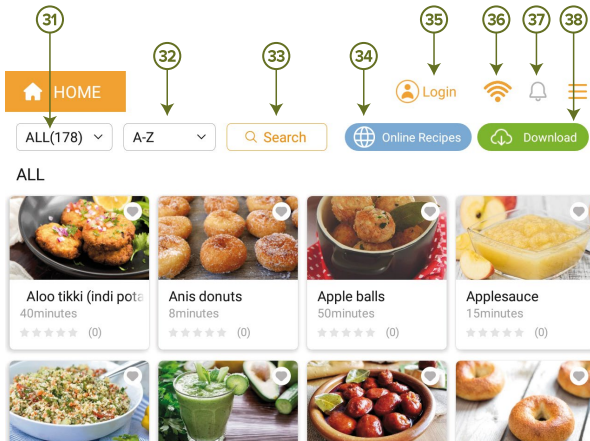 31 32 33 34 35 36 37 38
HOME
Login
ALL(178) A-Z Search Online Recipes Download
ALL
Aloo tikki (indi pota Anis donuts Apple balls Applesauce
40minutes 8minutes 50minutes 15minutes
(0) (0) (0) (0)